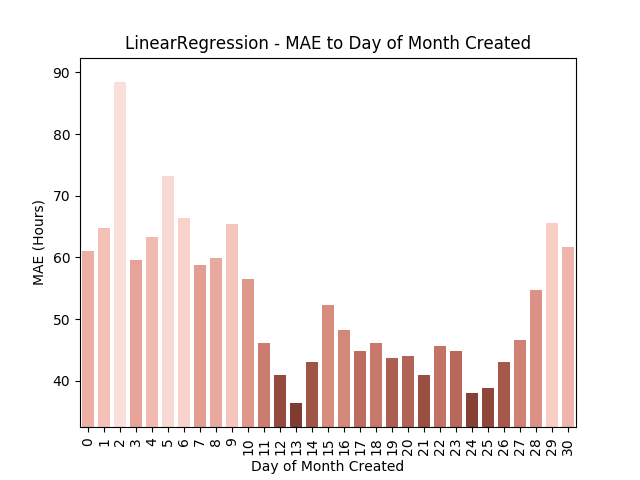 LinearRegression - MAE to Day of Month Created
90
80
70
60
50
40
MAE (Hours)
0 1 2 3 4 5 6 7 8 9 10 11 12 13 14 15 16 17 18 19 20 21 22 23 24 25 26 27 28 29 30
Day of Month Created